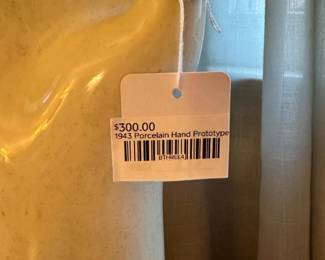 $300.00
1943 Porcelain Hand Prototype